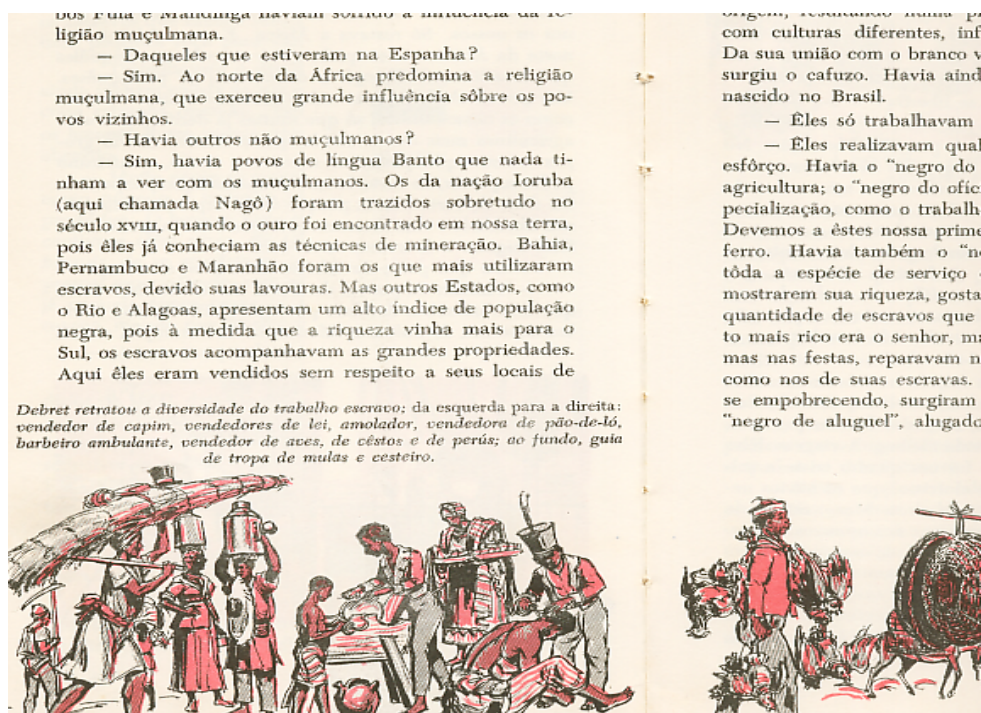 bos Fula e Mandinga haviam sofrido a influência da re-
ligião muçulmana.
— Daqueles que estiveram na Espanha?
— Sim. Ao norte da África predomina a religião
muçulmana, que exerceu grande influência sôbre os po-
vos vizinhos.
— Havia outros não muçulmanos?
— Sim, havia povos de língua Banto que nada ti-
nham a ver com os muçulmanos. Os da nação Ioruba
(aqui chamada Nagô) foram trazidos sobretudo no
século XVIII, quando o ouro foi encontrado em nossa terra,
pois êles já conheciam as técnicas de mineração. Bahia,
Pernambuco e Maranhão foram os que mais utilizaram
escravos, devido suas lavouras. Mas outros Estados, como
o Rio e Alagoas, apresentam um alto índice de população
negra, pois à medida que a riqueza vinha mais para o
Sul, os escravos acompanhavam as grandes propriedades.
Aqui êles eram vendidos sem respeito a seus locais de
Debret retratou a diversidade do trabalho escravo; da esquerda para a direita:
vendedor de capim, vendedores de lei, amolador, vendedora de pão-de-ló,
barbeiro ambulante, vendedor de aves, de cêstos e de perús; ao fundo, guia
de tropa de mulas e cesteiro.
origem, resultando numa
com culturas diferentes,
Da sua união com o branco
surgiu o cafuzo. Havia
nascido no Brasil.
— Êles só trabalhavam
— Êles realizavam
esfôrço. Havia o “negro do
agricultura; o “negro do
pecialização, como o
Devemos a êstes nossa
ferro. Havia também o
tôda a espécie de serviço
mostrarem sua riqueza,
quantidade de escravos que
to mais rico era o senhor,
mas nas festas, reparavam
como nos de suas escravas.
se empobrecendo, surgiram
“negro de aluguel”,